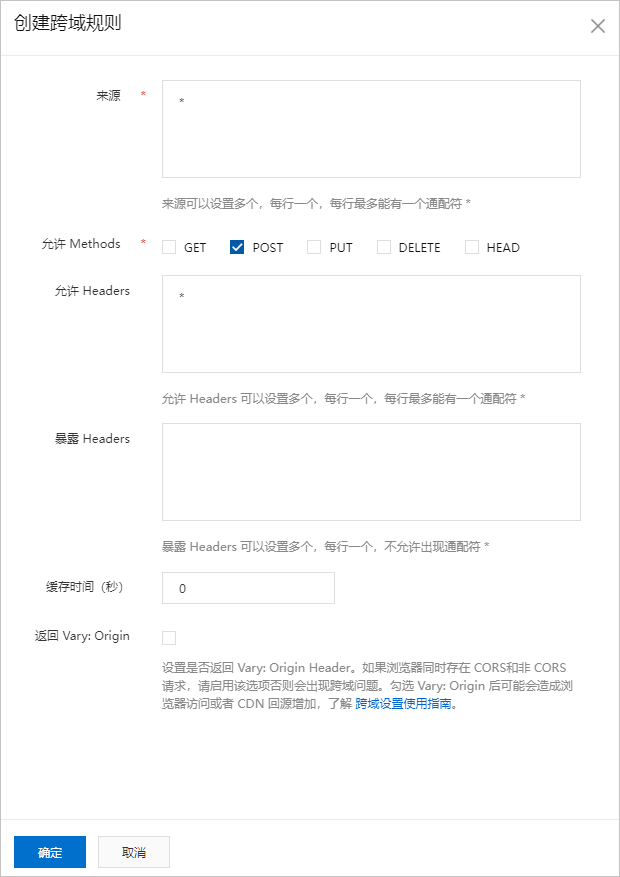 创建跨域规则
来源 *
*
来源可以设置多个，每行一个，每行最多能有一个通配符 *
允许 Methods * GET POST PUT DELETE HEAD
允许 Headers
*
允许 Headers 可以设置多个，每行一个，每行最多能有一个通配符 *
暴露 Headers
暴露 Headers 可以设置多个，每行一个，不允许出现通配符 *
缓存时间（秒） 0
返回 Vary: Origin
设置是否返回 Vary: Origin Header。如果浏览器同时存在 CORS和非 CORS
请求，请启用该选项否则会出现跨域问题。勾选 Vary: Origin 后可能会造成浏
览器访问或者 CDN 回源增加，了解 跨域设置使用指南。
确定 取消